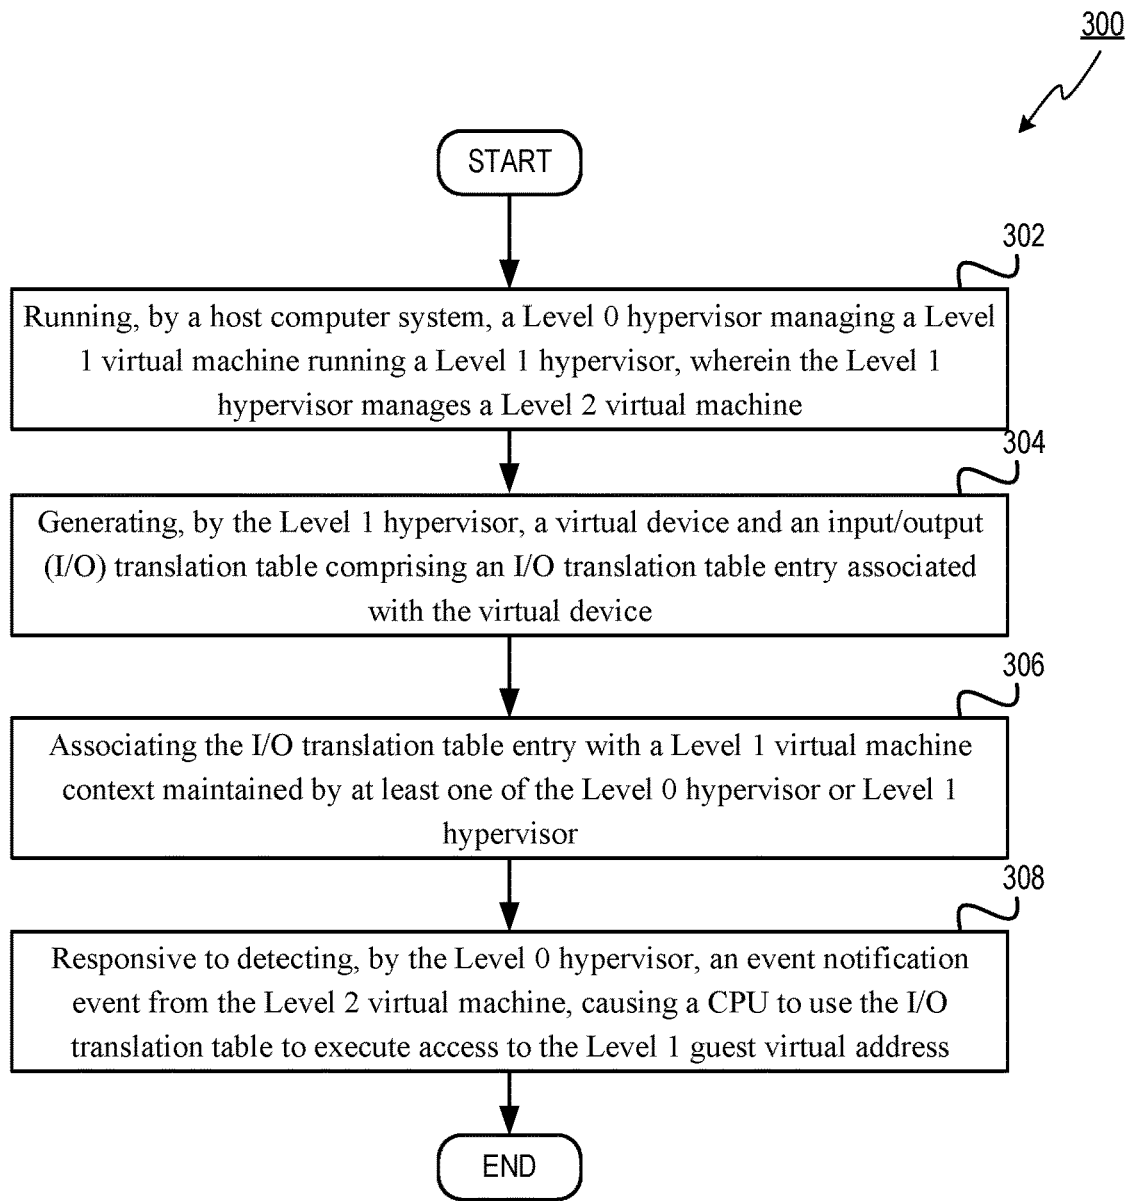 300
START
302
Running, by a host computer system, a Level 0 hypervisor managing a Level
1 virtual machine running a Level 1 hypervisor, wherein the Level 1
hypervisor manages a Level 2 virtual machine
304
Generating, by the Level 1 hypervisor, a virtual device and an input/output
(I/O) translation table comprising an I/O translation table entry associated
with the virtual device
306
Associating the I/O translation table entry with a Level 1 virtual machine
context maintained by at least one of the Level 0 hypervisor or Level 1
hypervisor
308
Responsive to detecting, by the Level 0 hypervisor, an event notification
event from the Level 2 virtual machine, causing a CPU to use the I/O
translation table to execute access to the Level 1 guest virtual address
END